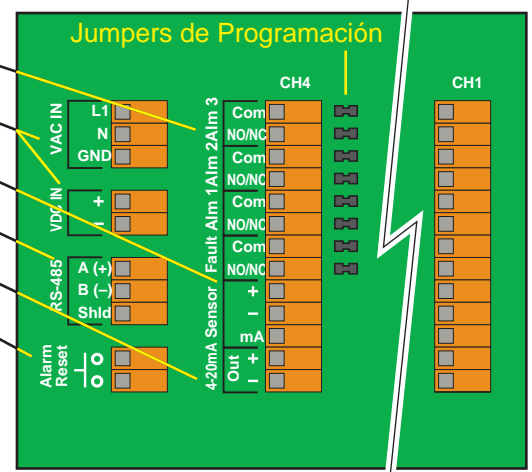 Jumpers de Programación
CH4
CH1
VAC IN
L1
N
GND
VDC IN
+
−
RS-485
A (+)
B (−)
Shld
Alarm
Reset
Alm 3
Com
NO/NC
Alm 2
Com
NO/NC
Alm 1
Com
NO/NC
Fault
Com
NO/NC
Sensor
+
−
mA
4-20mA
Out
+
−